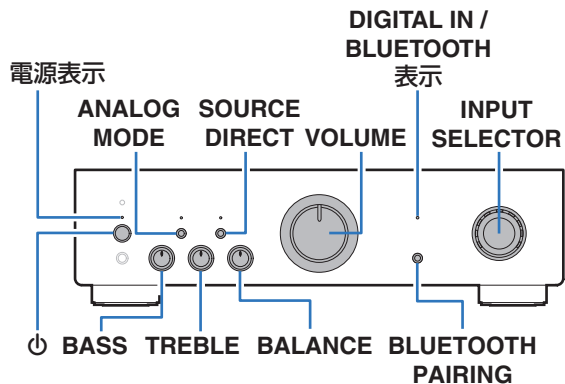 DIGITAL IN /
BLUETOOTH
表示
電源表示
ANALOG
MODE
SOURCE
DIRECT
VOLUME
INPUT
SELECTOR
⏻
BASS
TREBLE
BALANCE
BLUETOOTH
PAIRING